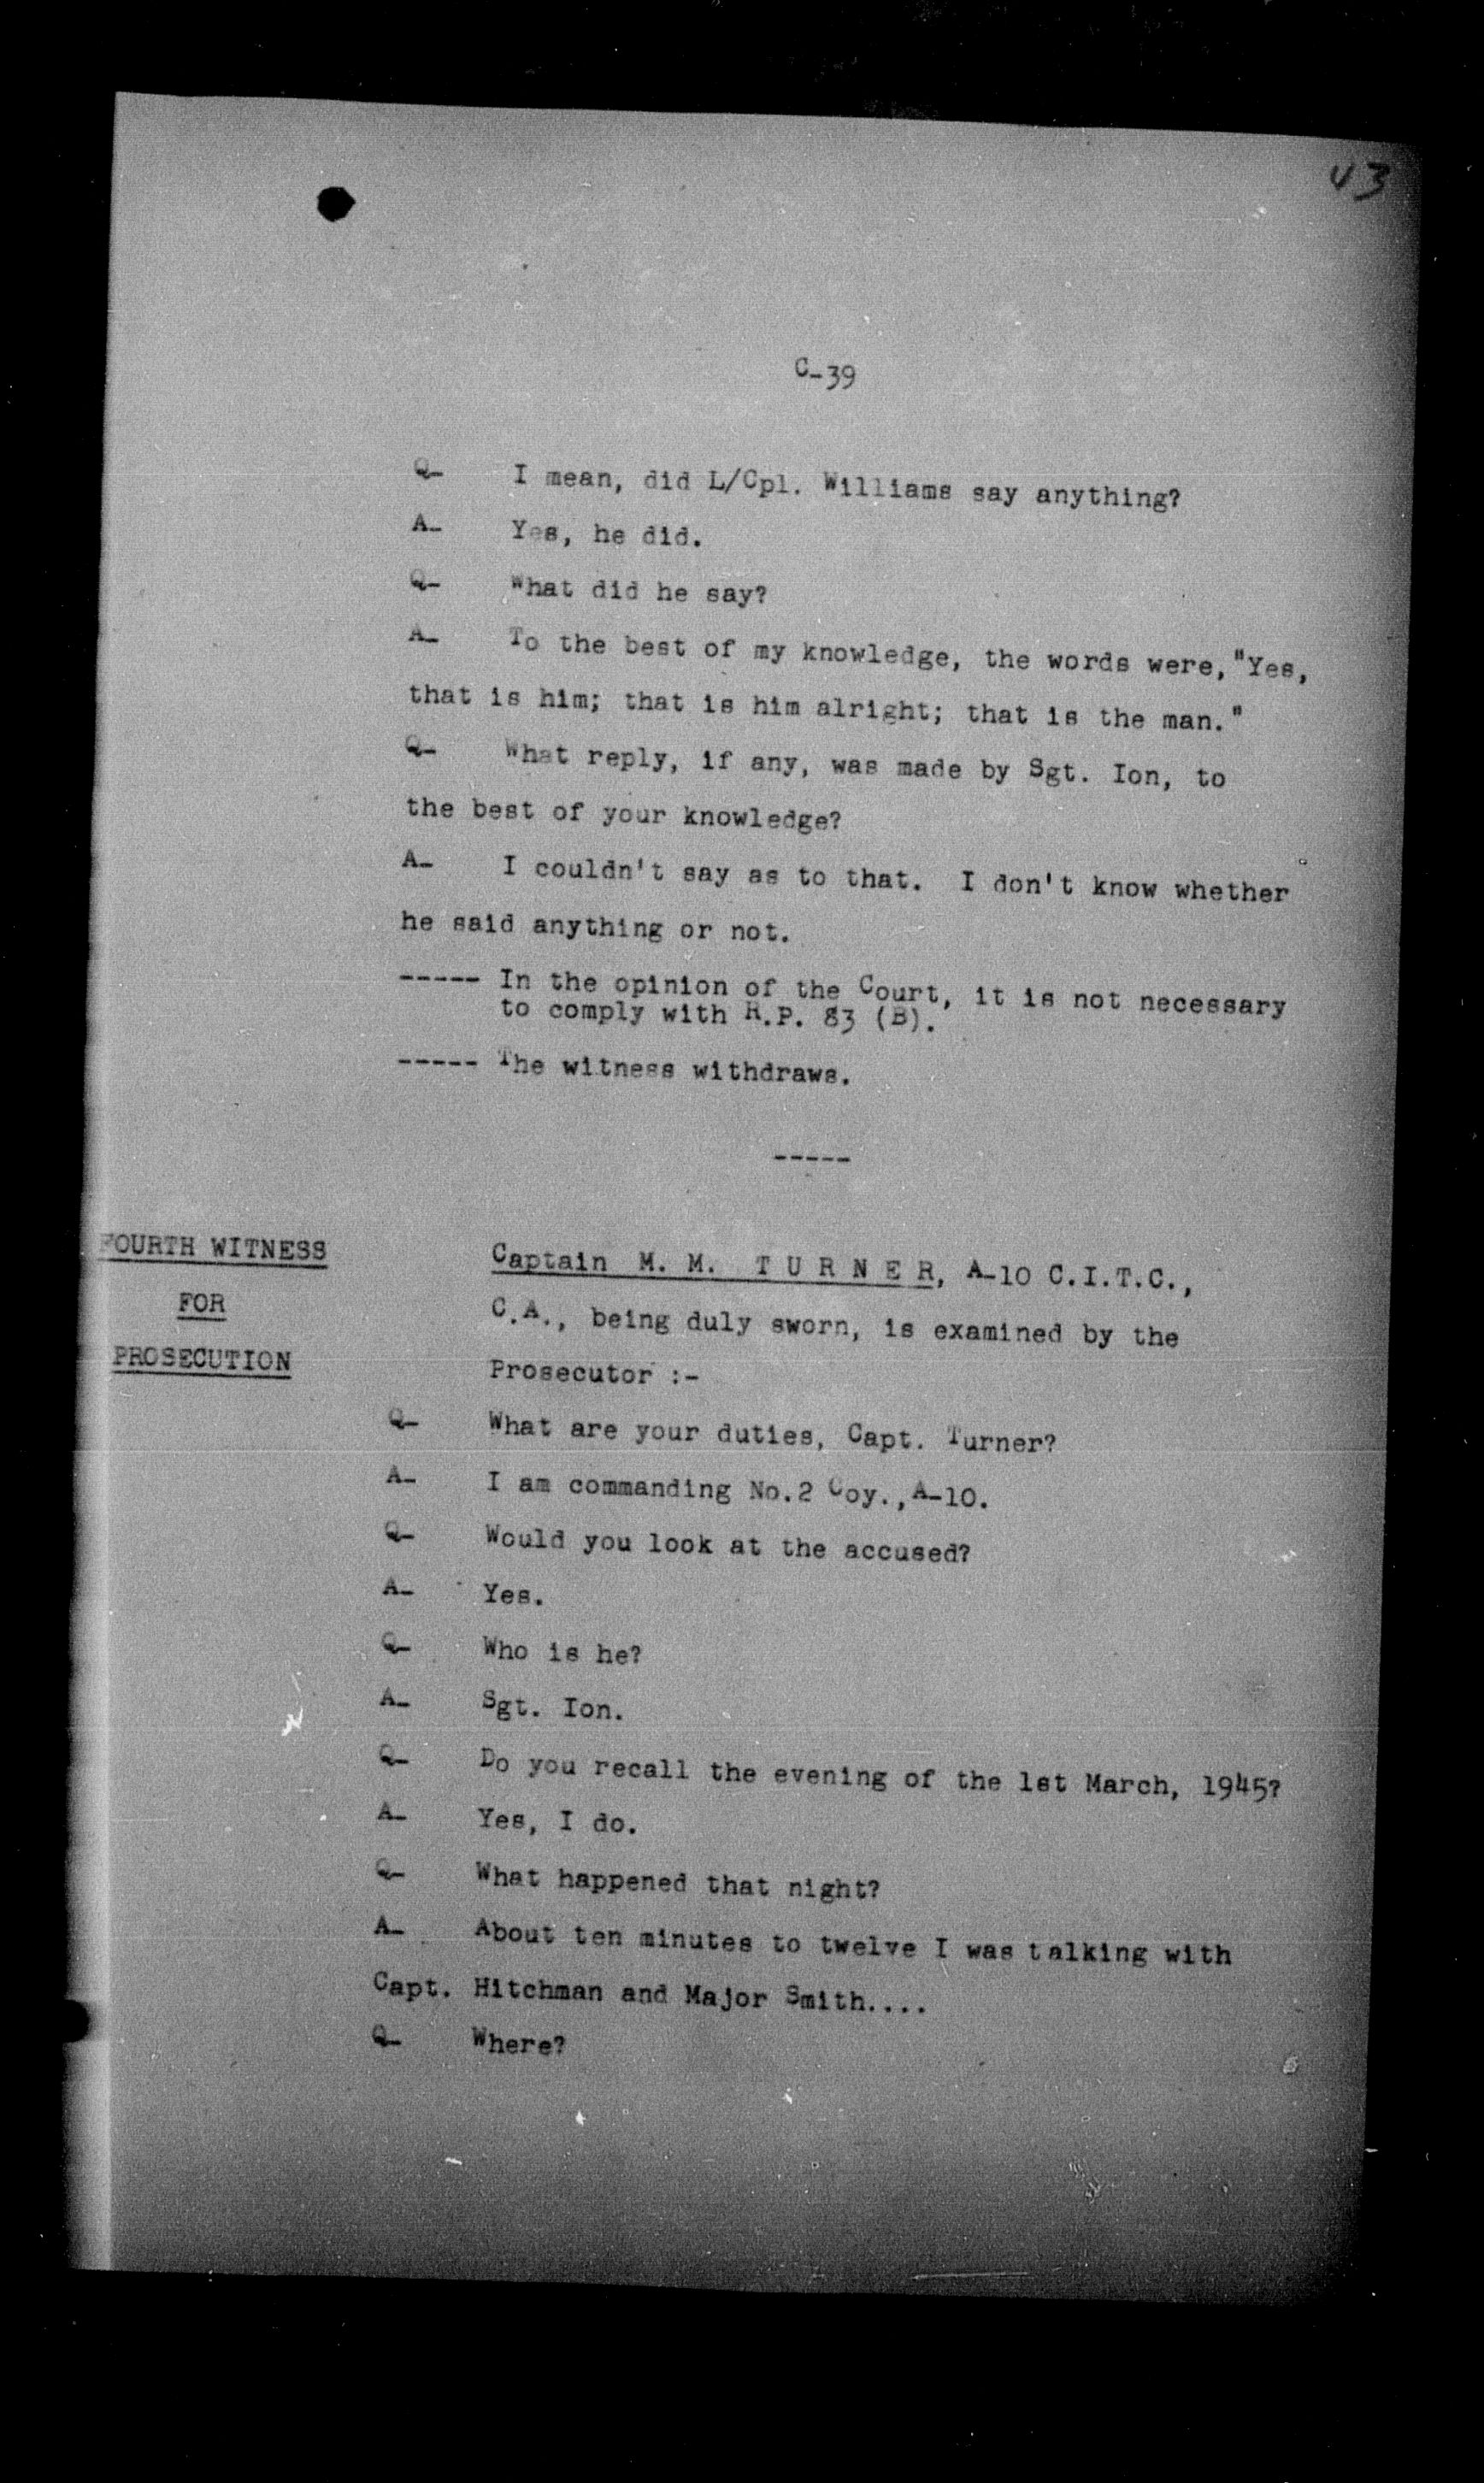 43
C-39
Q- I mean, did L/Cpl. Williams say anything?
A- Yes, he did.
Q- What did he say?
A- To the best of my knowledge, the words were, "Yes,
that is him; that is him alright; that is the man."
Q- What reply, if any, was made by Sgt. Ion, to
the best of your knowledge?
A- I couldn't say as to that. I don't know whether
he said anything or not.
----- In the opinion of the Court, it is not necessary
to comply with R.P. 83 (B).
----- The witness withdraws.
-----
FOURTH WITNESS
FOR
PROSECUTION
Captain M. M. T U R N E R, A-10 C.I.T.C.,
C.A., being duly sworn, is examined by the
Prosecutor :-
Q- What are your duties, Capt. Turner?
A- I am commanding No.2 Coy., A-10.
Q- Would you look at the accused?
A- Yes.
Q- Who is he?
A- Sgt. Ion.
Q- Do you recall the evening of the 1st March, 1945?
A- Yes, I do.
Q- What happened that night?
A- About ten minutes to twelve I was talking with
Capt. Hitchman and Major Smith....
Q- Where?